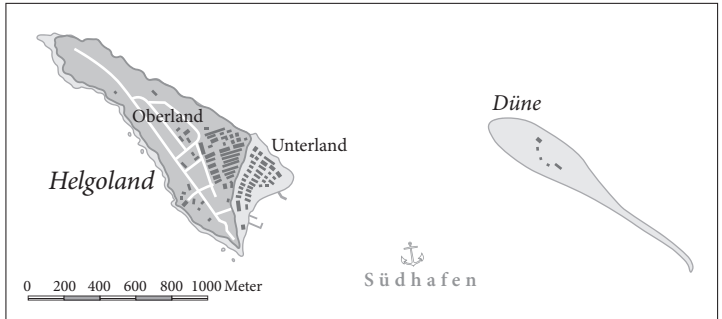 Düne
Oberland
Unterland
Helgoland
Südhafen
0 200 400 600 800 1000 Meter